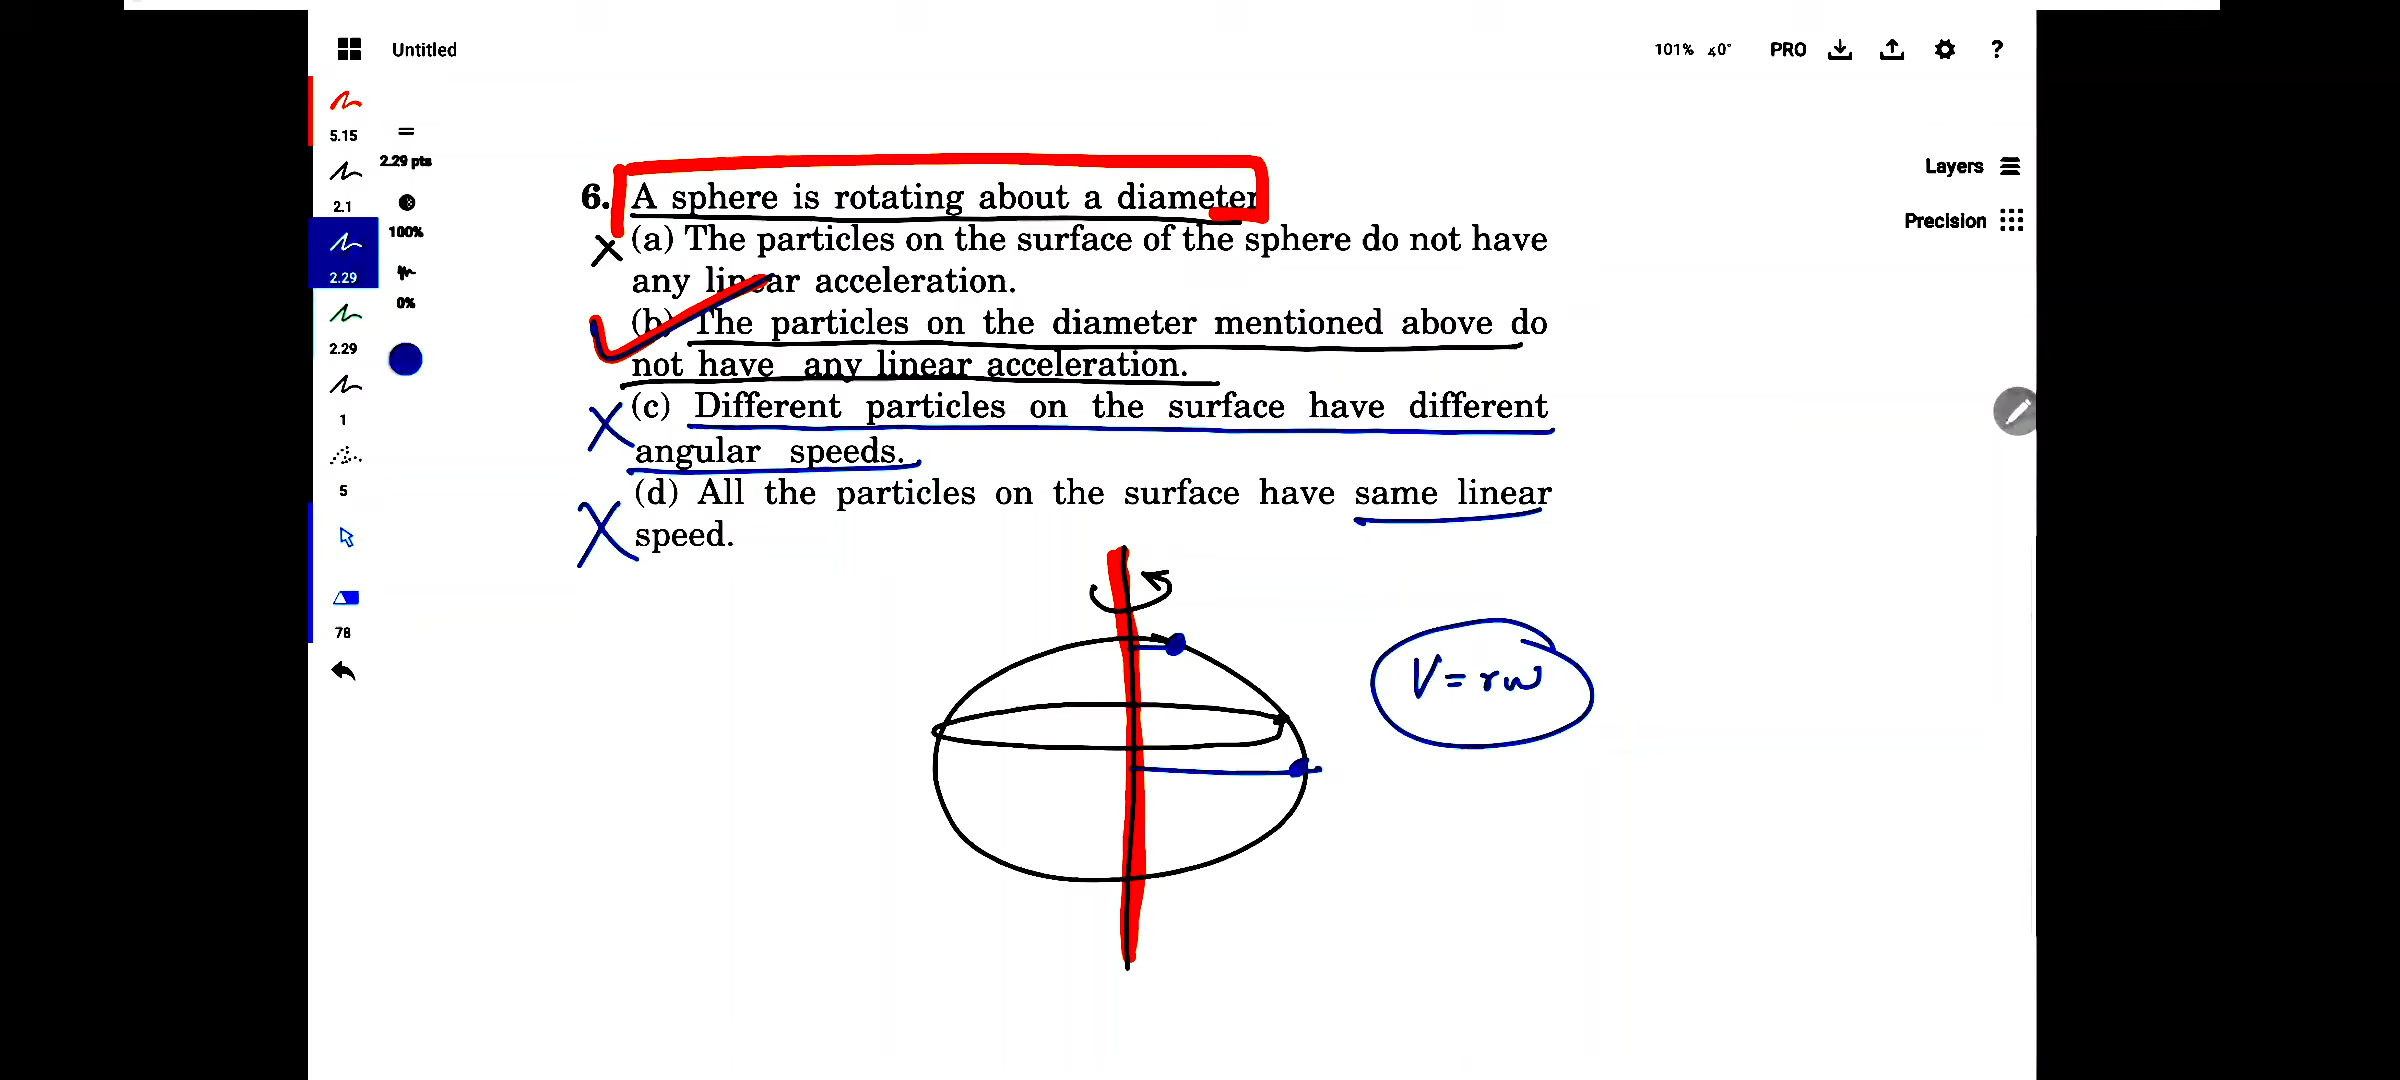 Untitled
101% ⦟0°
PRO
?
5.15
=
2.29 pts
2.1
100%
2.29
0%
2.29
1
5
78
Layers
Precision
6. A sphere is rotating about a diameter
(a) The particles on the surface of the sphere do not have
any linear acceleration.
(b) The particles on the diameter mentioned above do
not have any linear acceleration.
(c) Different particles on the surface have different
angular speeds.
(d) All the particles on the surface have same linear
speed.
V = rω